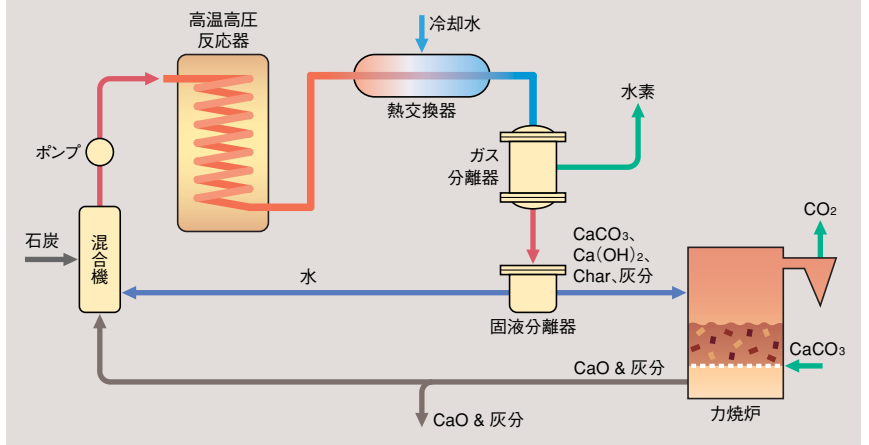 高温高圧
反応器
冷却水
熱交換器
水素
ポンプ
ガス
分離器
石炭
混合機
水
CaCO₃、
Ca(OH)₂、
Char、灰分
固液分離器
CO₂
CaCO₃
CaO & 灰分
CaO & 灰分
力焼炉